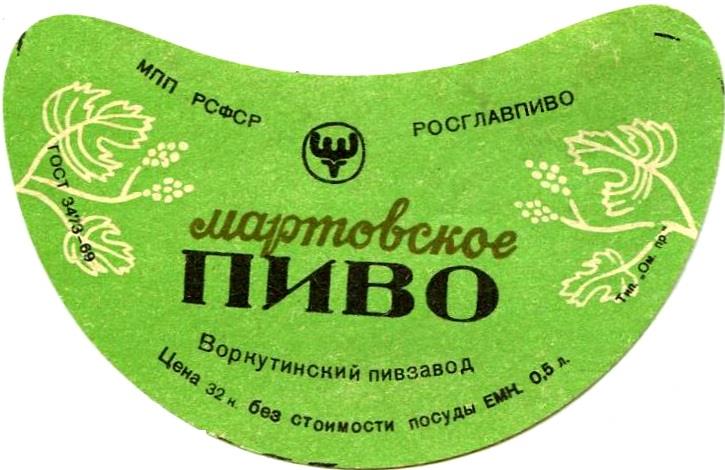 МПП РСФСР РОСГЛАВПИВО
ГОСТ 3473-69
мартовское
ПИВО
Тип. „Ом. пр."
Воркутинский пивзавод
Цена 32 к. без стоимости посуды ЕМН. 0,5 л.